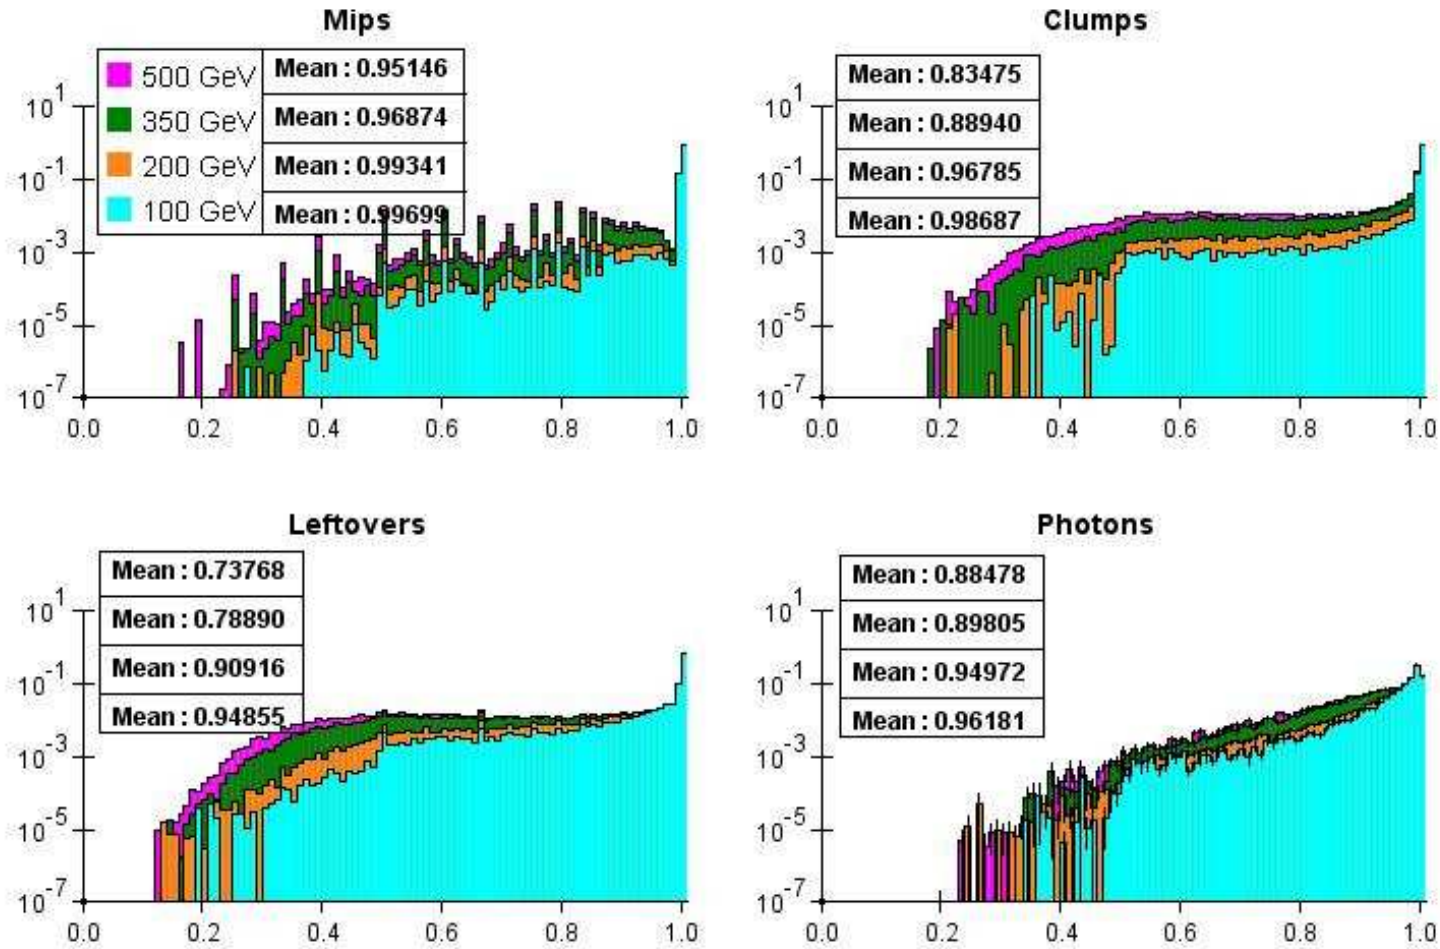 Mips
500 GeV Mean : 0.95146
350 GeV Mean : 0.96874
200 GeV Mean : 0.99341
100 GeV Mean : 0.99699
10^1
10^-1
10^-3
10^-5
10^-7
0.0 0.2 0.4 0.6 0.8 1.0
Clumps
Mean : 0.83475
Mean : 0.88940
Mean : 0.96785
Mean : 0.98687
10^1
10^-1
10^-3
10^-5
10^-7
0.0 0.2 0.4 0.6 0.8 1.0
Leftovers
Mean : 0.73768
Mean : 0.78890
Mean : 0.90916
Mean : 0.94855
10^1
10^-1
10^-3
10^-5
10^-7
0.0 0.2 0.4 0.6 0.8 1.0
Photons
Mean : 0.88478
Mean : 0.89805
Mean : 0.94972
Mean : 0.96181
10^1
10^-1
10^-3
10^-5
10^-7
0.0 0.2 0.4 0.6 0.8 1.0